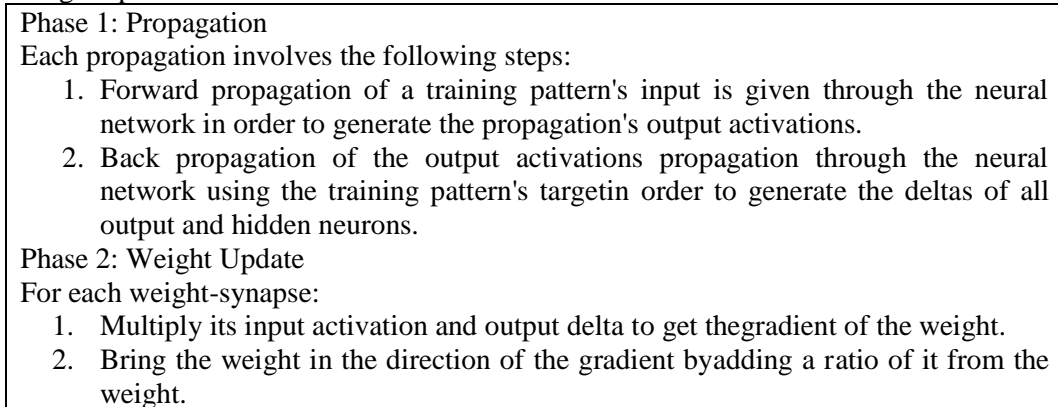 Phase 1: Propagation
Each propagation involves the following steps:
1. Forward propagation of a training pattern's input is given through the neural
network in order to generate the propagation's output activations.
2. Back propagation of the output activations propagation through the neural
network using the training pattern's targetin order to generate the deltas of all
output and hidden neurons.
Phase 2: Weight Update
For each weight-synapse:
1. Multiply its input activation and output delta to get thegradient of the weight.
2. Bring the weight in the direction of the gradient byadding a ratio of it from the
weight.